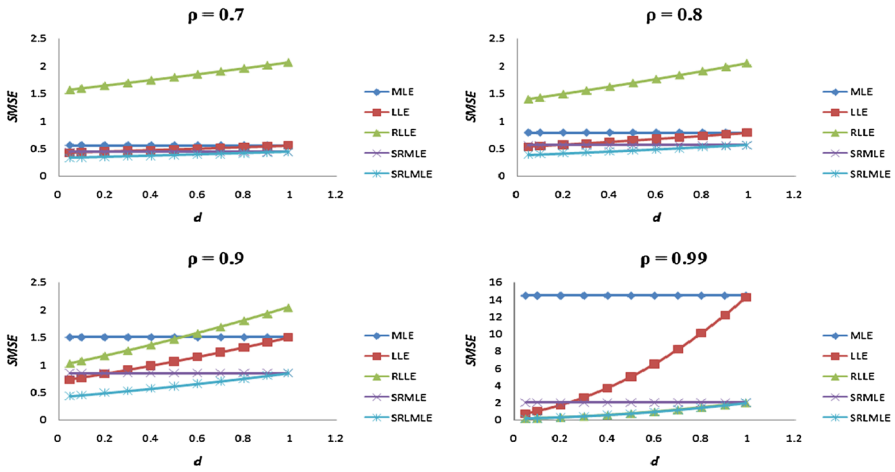 ρ = 0.7
2.5
2
1.5
1
0.5
0
SMSE
0 0.2 0.4 0.6 0.8 1 1.2
d
MLE
LLE
RLLE
SRMLE
SRLMLE
ρ = 0.8
2.5
2
1.5
1
0.5
0
SMSE
0 0.2 0.4 0.6 0.8 1 1.2
d
MLE
LLE
RLLE
SRMLE
SRLMLE
ρ = 0.9
2.5
2
1.5
1
0.5
0
SMSE
0 0.2 0.4 0.6 0.8 1 1.2
d
MLE
LLE
RLLE
SRMLE
SRLMLE
ρ = 0.99
16
14
12
10
8
6
4
2
0
SMSE
0 0.2 0.4 0.6 0.8 1 1.2
d
MLE
LLE
RLLE
SRMLE
SRLMLE